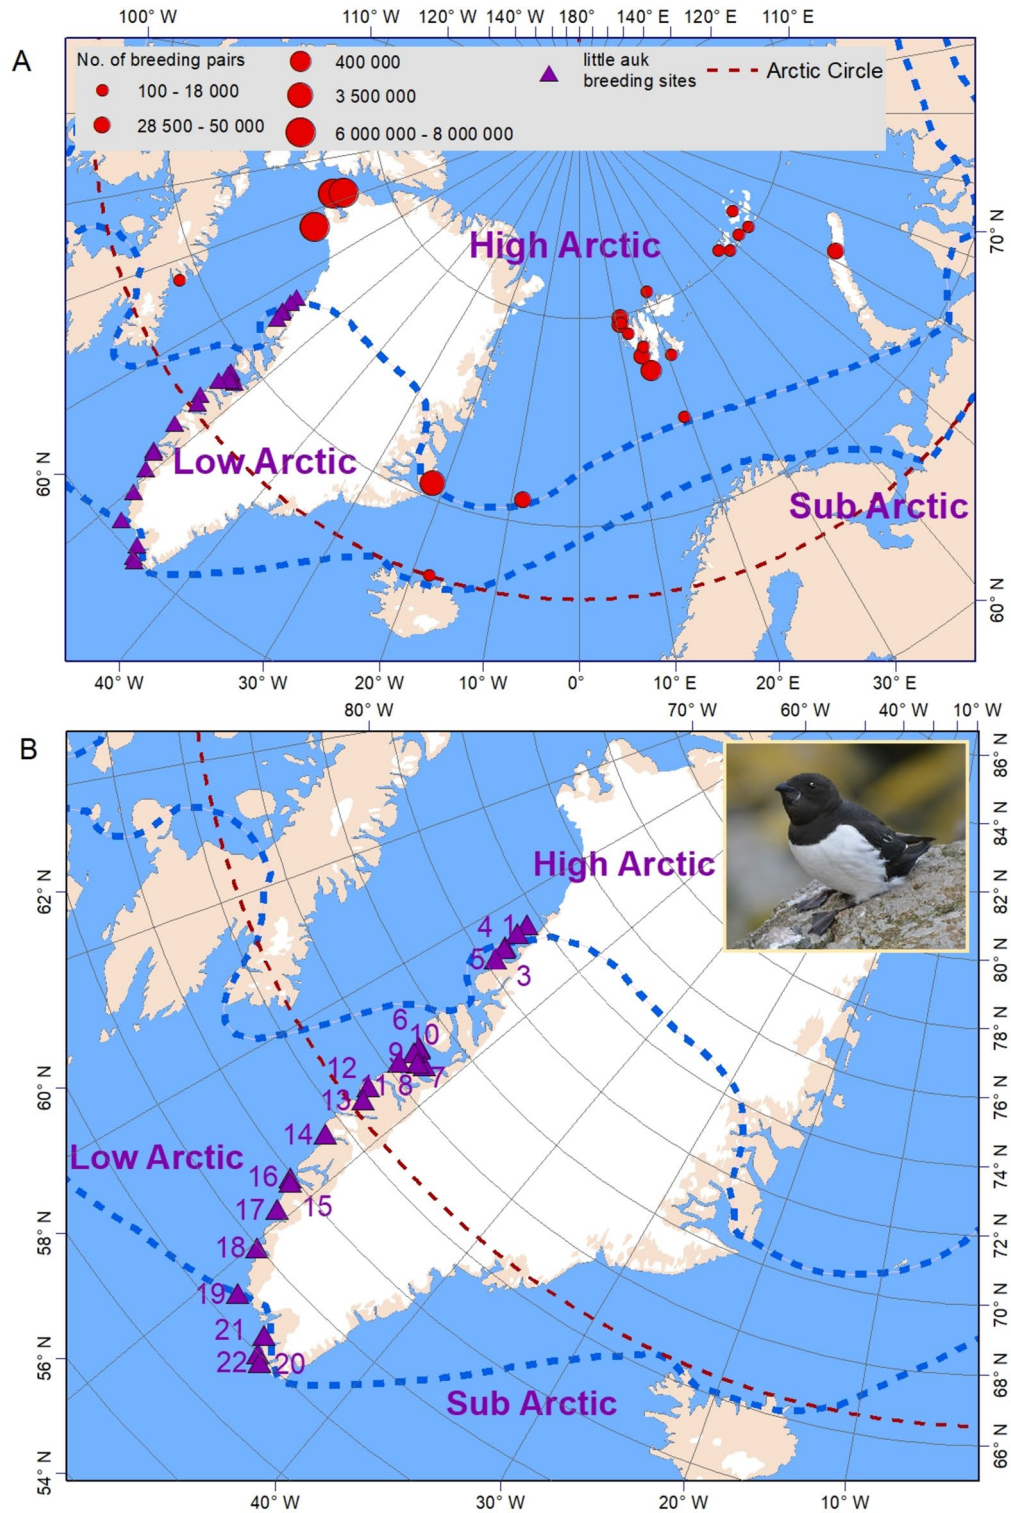 100° W 110° W 120° W 140° W 180° 140° E 120° E 110° E
A
No. of breeding pairs
100 - 18 000
28 500 - 50 000
400 000
3 500 000
6 000 000 - 8 000 000
little auk
breeding sites
Arctic Circle
70° N
High Arctic
60° N
Low Arctic
Sub Arctic
60° N
40° W 30° W 20° W 10° W 0° 10° E 20° E 30° E
80° W 70° W 60° W 40° W 20° W 10° W
B
86° N
84° N
82° N
80° N
78° N
76° N
74° N
72° N
70° N
68° N
66° N
62° N
60° N
58° N
56° N
54° N
High Arctic
4 1
5 3
6
10
9
8 7
12
11
13
14
16
15
17
Low Arctic
18
19
21
22 20
Sub Arctic
40° W 30° W 20° W 10° W